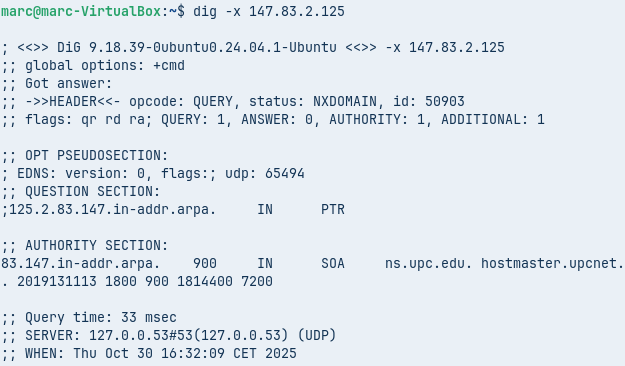 marc@marc-VirtualBox:~$ dig -x 147.83.2.125
; <<>> DiG 9.18.39-0ubuntu0.24.04.1-Ubuntu <<>> -x 147.83.2.125
;; global options: +cmd
;; Got answer:
;; ->>HEADER<<- opcode: QUERY, status: NXDOMAIN, id: 50903
;; flags: qr rd ra; QUERY: 1, ANSWER: 0, AUTHORITY: 1, ADDITIONAL: 1
;; OPT PSEUDOSECTION:
; EDNS: version: 0, flags:; udp: 65494
;; QUESTION SECTION:
;125.2.83.147.in-addr.arpa.     IN      PTR
;; AUTHORITY SECTION:
83.147.in-addr.arpa.    900     IN      SOA     ns.upc.edu. hostmaster.upcnet.
. 2019131113 1800 900 1814400 7200
;; Query time: 33 msec
;; SERVER: 127.0.0.53#53(127.0.0.53) (UDP)
;; WHEN: Thu Oct 30 16:32:09 CET 2025